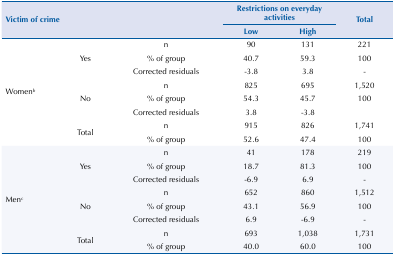 Victim of crime Restrictions on everyday activities Total
Low High
Womenᵇ Yes n 90 131 221
% of group 40.7 59.3 100
Corrected residuals -3.8 3.8 -
No n 825 695 1,520
% of group 54.3 45.7 100
Corrected residuals 3.8 -3.8
Total n 915 826 1,741
% of group 52.6 47.4 100
Menᶜ Yes n 41 178 219
% of group 18.7 81.3 100
Corrected residuals -6.9 6.9 -
No n 652 860 1,512
% of group 43.1 56.9 100
Corrected residuals 6.9 -6.9 -
Total n 693 1,038 1,731
% of group 40.0 60.0 100